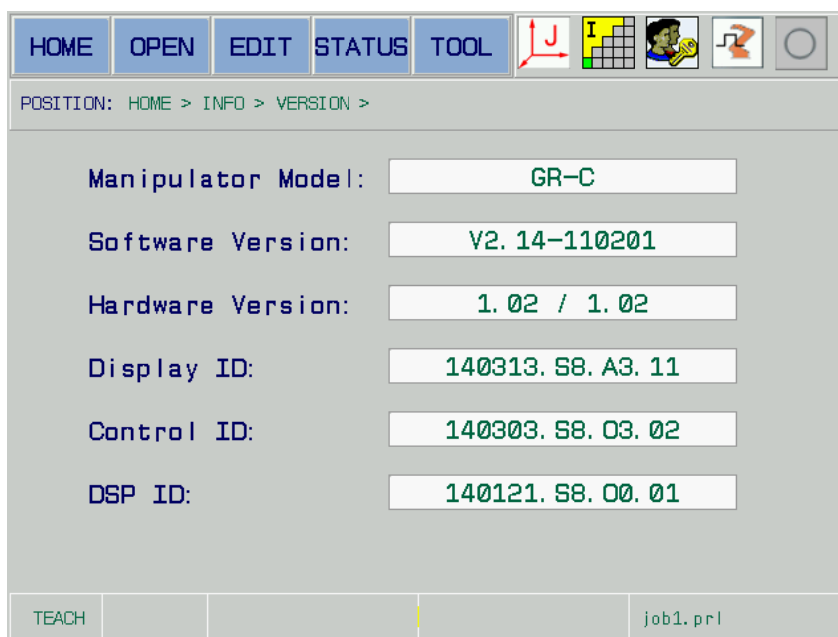 HOME OPEN EDIT STATUS TOOL J I
POSITION: HOME > INFO > VERSION >
Manipulator Model: GR-C
Software Version: V2.14-110201
Hardware Version: 1.02 / 1.02
Display ID: 140313.S8.A3.11
Control ID: 140303.S8.O3.02
DSP ID: 140121.S8.O0.01
TEACH job1.prl